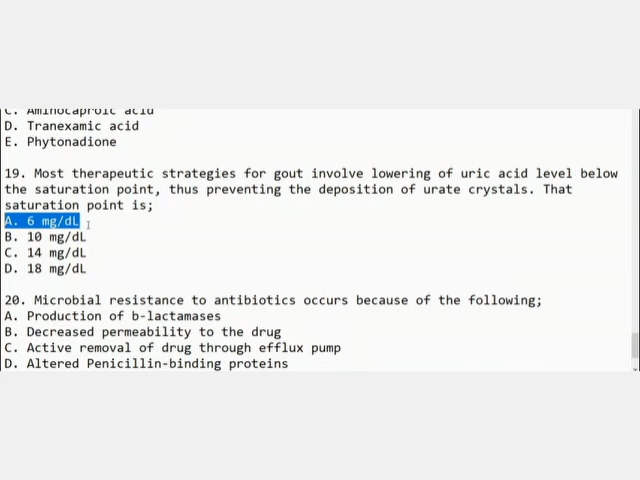 C. Aminocaproic acid
D. Tranexamic acid
E. Phytonadione
19. Most therapeutic strategies for gout involve lowering of uric acid level below
the saturation point, thus preventing the deposition of urate crystals. That
saturation point is;
A. 6 mg/dL
B. 10 mg/dL
C. 14 mg/dL
D. 18 mg/dL
20. Microbial resistance to antibiotics occurs because of the following;
A. Production of b-lactamases
B. Decreased permeability to the drug
C. Active removal of drug through efflux pump
D. Altered Penicillin-binding proteins